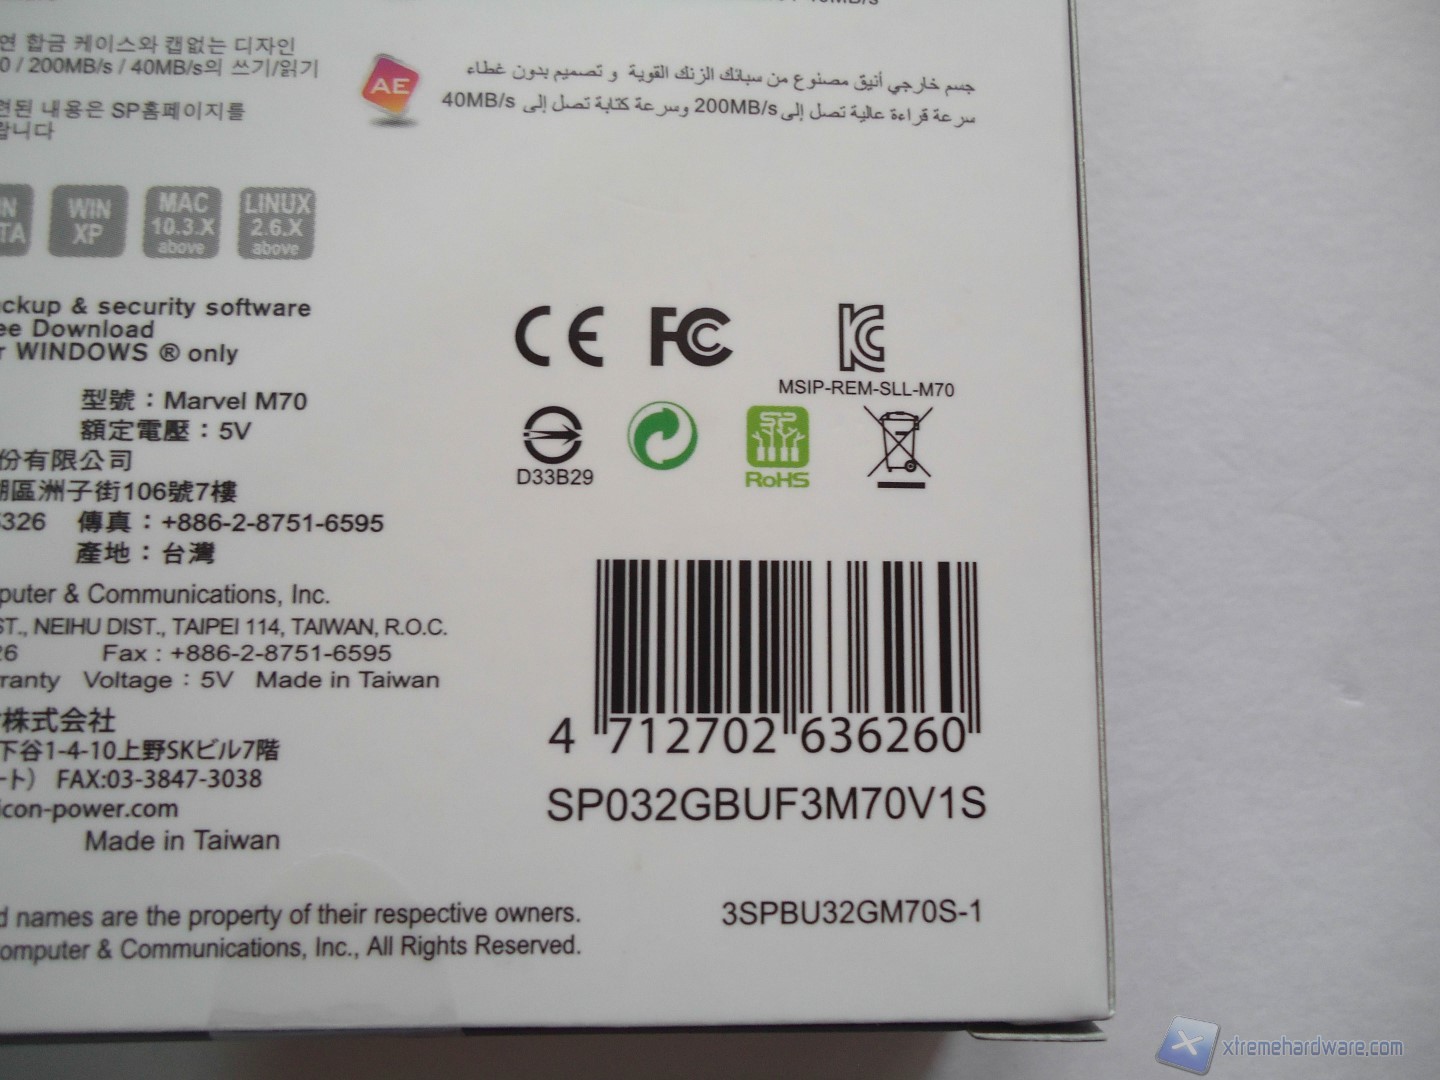 40MB/s
연 합금 케이스와 캡없는 디자인
0 / 200MB/s / 40MB/s의 쓰기/읽기
련된 내용은 SP홈페이지를
랍니다
AE
جسم خارجي أنيق مصنوع من سبائك الزنك القوية و تصميم بدون غطاء
سرعة قراءة عالية تصل إلى 200MB/s وسرعة كتابة تصل إلى 40MB/s
IN
TA
WIN
XP
MAC
10.3.X
above
LINUX
2.6.X
above
ckup & security software
ee Download
r WINDOWS ® only
CE FC KC
MSIP-REM-SLL-M70
D33B29
SP
RoHS
型號：Marvel M70
額定電壓：5V
份有限公司
湖區洲子街106號7樓
5326 傳真：+886-2-8751-6595
產地：台灣
puter & Communications, Inc.
ST., NEIHU DIST., TAIPEI 114, TAIWAN, R.O.C.
26 Fax : +886-2-8751-6595
rranty Voltage : 5V Made in Taiwan
株式会社
下谷1-4-10上野SKビル7階
ート） FAX:03-3847-3038
icon-power.com
Made in Taiwan
4 712702 636260
SP032GBUF3M70V1S
d names are the property of their respective owners.
omputer & Communications, Inc., All Rights Reserved.
3SPBU32GM70S-1
xtremehardware.com